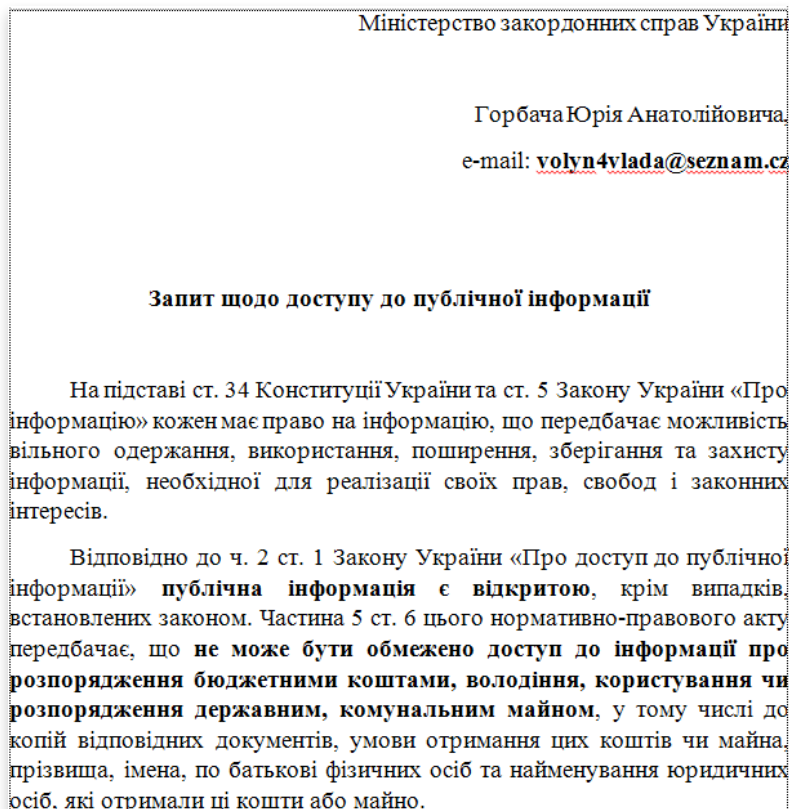 Міністерство закордонних справ України
Горбача Юрія Анатолійовича,
e-mail: volyn4vlada@seznam.cz
Запит щодо доступу до публічної інформації
На підставі ст. 34 Конституції України та ст. 5 Закону України «Про
інформацію» кожен має право на інформацію, що передбачає можливість
вільного одержання, використання, поширення, зберігання та захисту
інформації, необхідної для реалізації своїх прав, свобод і законних
інтересів.
Відповідно до ч. 2 ст. 1 Закону України «Про доступ до публічної
інформації» публічна інформація є відкритою, крім випадків,
встановлених законом. Частина 5 ст. 6 цього нормативно-правового акту
передбачає, що не може бути обмежено доступ до інформації про
розпорядження бюджетними коштами, володіння, користування чи
розпорядження державним, комунальним майном, у тому числі до
копій відповідних документів, умови отримання цих коштів чи майна,
прізвища, імена, по батькові фізичних осіб та найменування юридичних
осіб, які отримали ці кошти або майно.